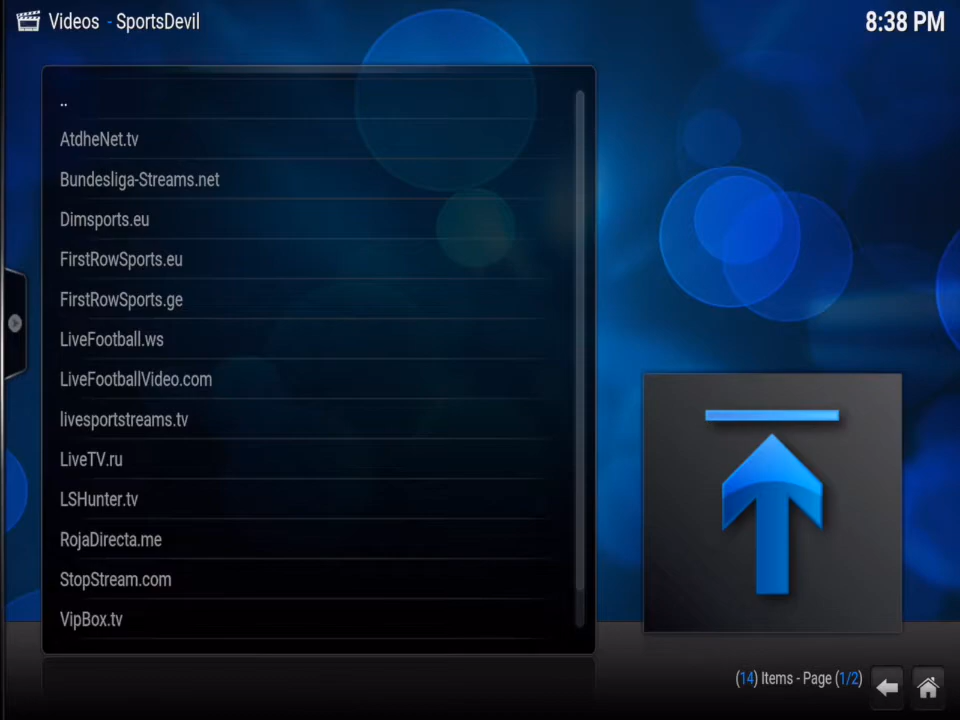 Videos - SportsDevil
8:38 PM
..
AtdheNet.tv
Bundesliga-Streams.net
Dimsports.eu
FirstRowSports.eu
FirstRowSports.ge
LiveFootball.ws
LiveFootballVideo.com
livesportstreams.tv
LiveTV.ru
LSHunter.tv
RojaDirecta.me
StopStream.com
VipBox.tv
(14) Items - Page (1/2)